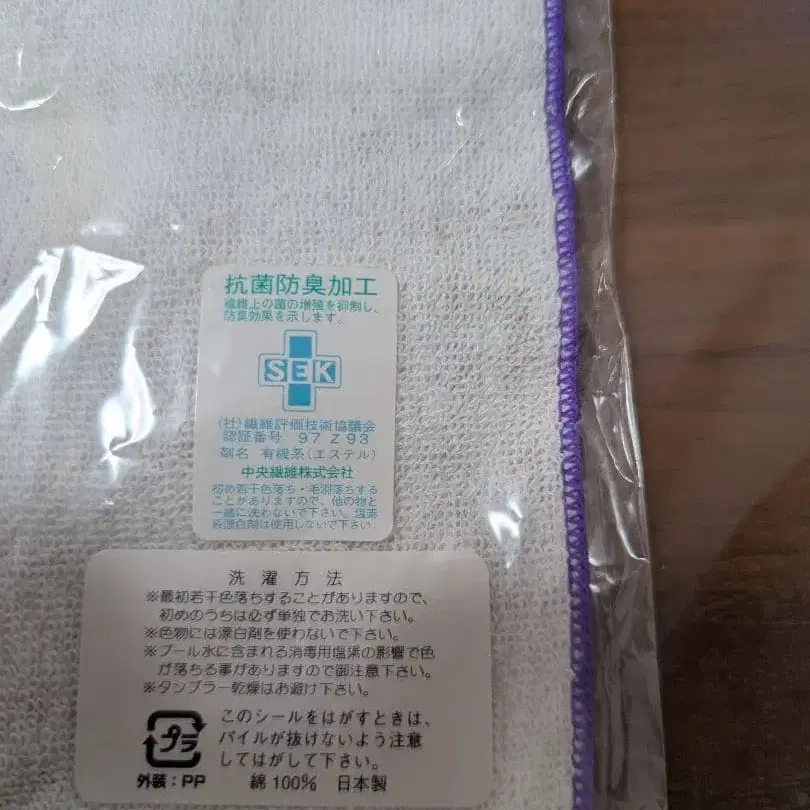 抗菌防臭加工
繊維上の菌の増殖を抑制し、
防臭効果を示します。
SEK
(社)繊維評価技術協議会
認証番号 97 Z 93
剤名 有機系(エステル)
中央繊維株式会社
初め若干色落ち・毛羽落ちする
ことがありますので、他の物と
一緒に洗わないで下さい。塩素
系漂白剤は使用しないで下さい。
洗濯方法
※最初若干色落ちすることがありますので、
初めのうちは必ず単独でお洗い下さい。
※色物には漂白剤を使わないで下さい。
※プール水に含まれる消毒用塩素の影響で色
が落ちる事がありますので御注意下さい。
※タンブラー乾燥はお避け下さい。
プラ
外装：PP
このシールをはがすときは、
パイルが抜けないよう注意
してはがして下さい。
綿100% 日本製